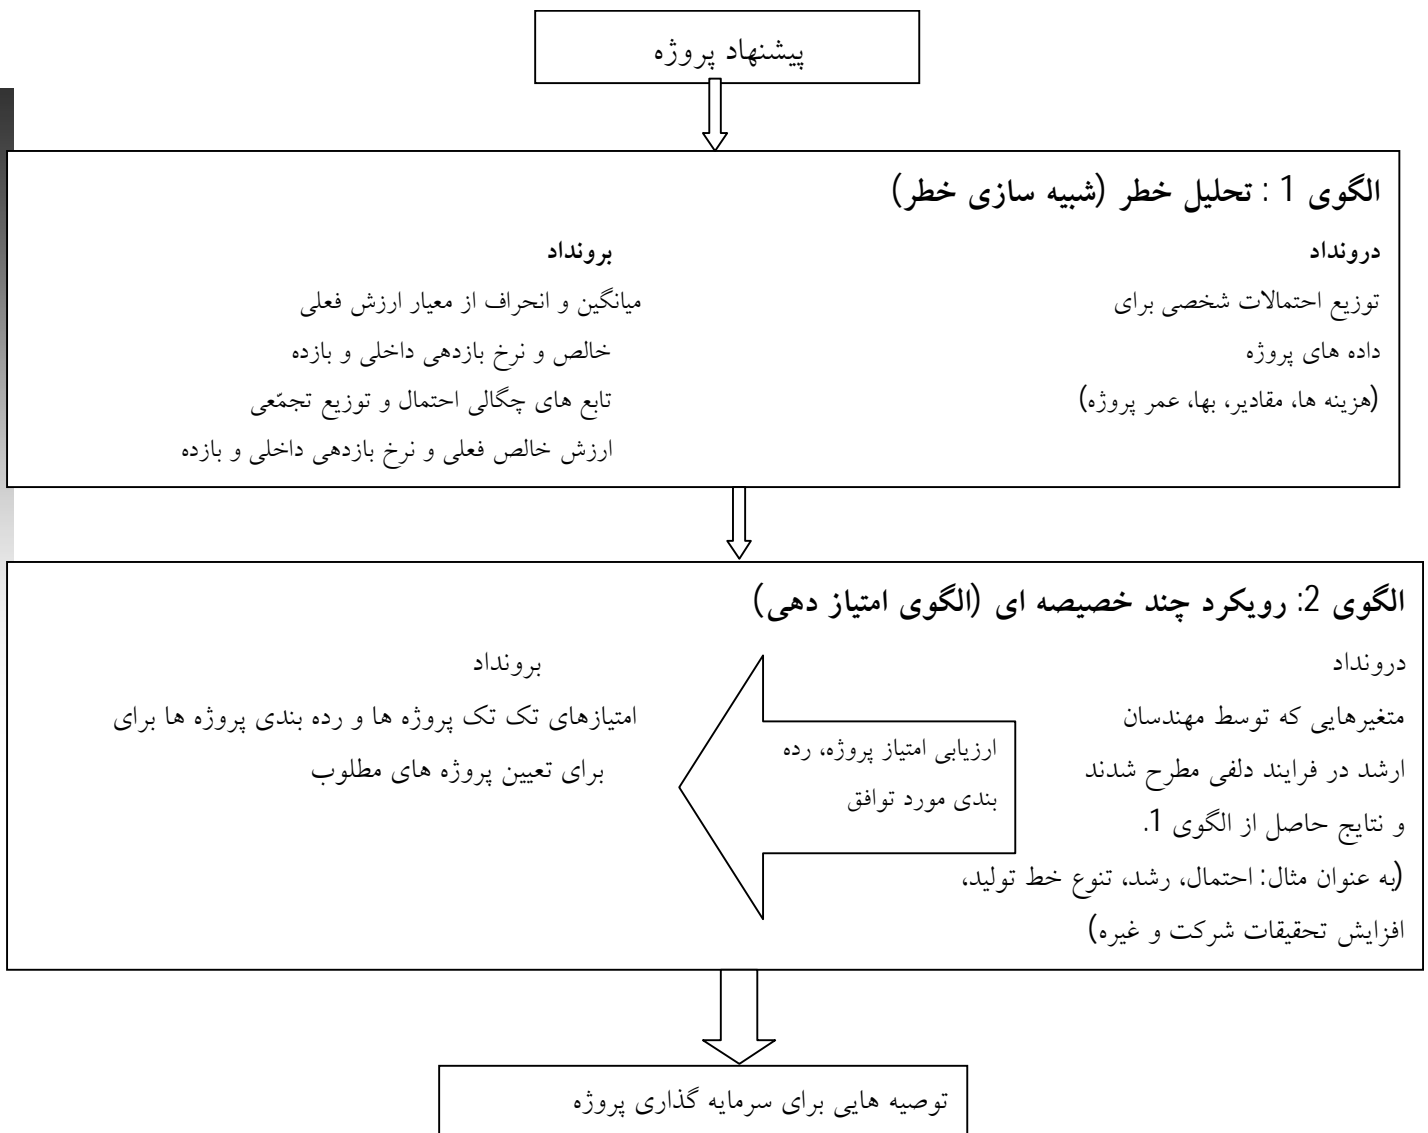 پیشنهاد پروژه
الگوی 1 : تحلیل خطر (شبیه سازی خطر)
درونداد
توزیع احتمالات شخصی برای
داده های پروژه
(هزینه ها، مقادیر، بها، عمر پروژه)
برونداد
میانگین و انحراف از معیار ارزش فعلی
خالص و نرخ بازدهی داخلی و بازده
تابع های چگالی احتمال و توزیع تجمّعی
ارزش خالص فعلی و نرخ بازدهی داخلی و بازده
الگوی 2: رویکرد چند خصیصه ای (الگوی امتیاز دهی)
درونداد
متغیرهایی که توسط مهندسان
ارشد در فرایند دلفی مطرح شدند
و نتایج حاصل از الگوی 1.
(به عنوان مثال: احتمال، رشد، تنوع خط تولید،
افزایش تحقیقات شرکت و غیره)
ارزیابی امتیاز پروژه، رده
بندی مورد توافق
برونداد
امتیازهای تک تک پروژه ها و رده بندی پروژه ها برای
برای تعیین پروژه های مطلوب
توصیه هایی برای سرمایه گذاری پروژه